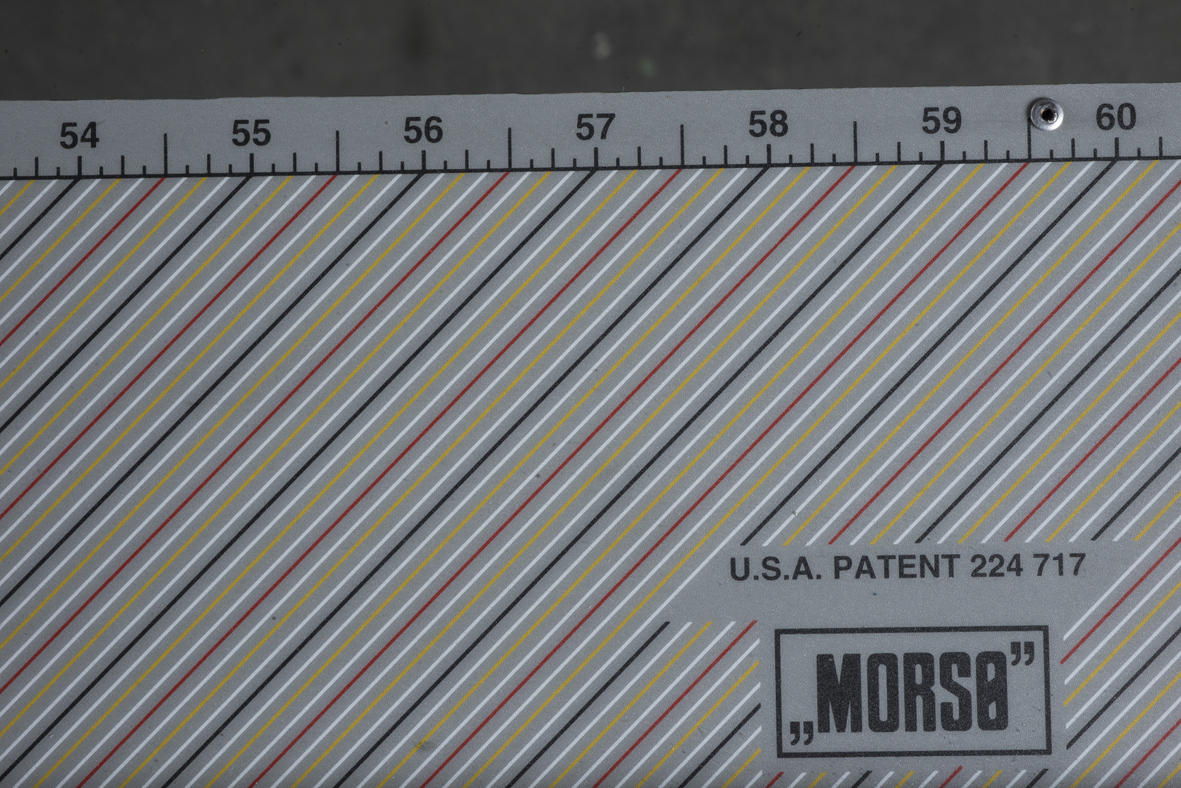 54 55 56 57 58 59 60
U.S.A. PATENT 224 717
„MORSØ”